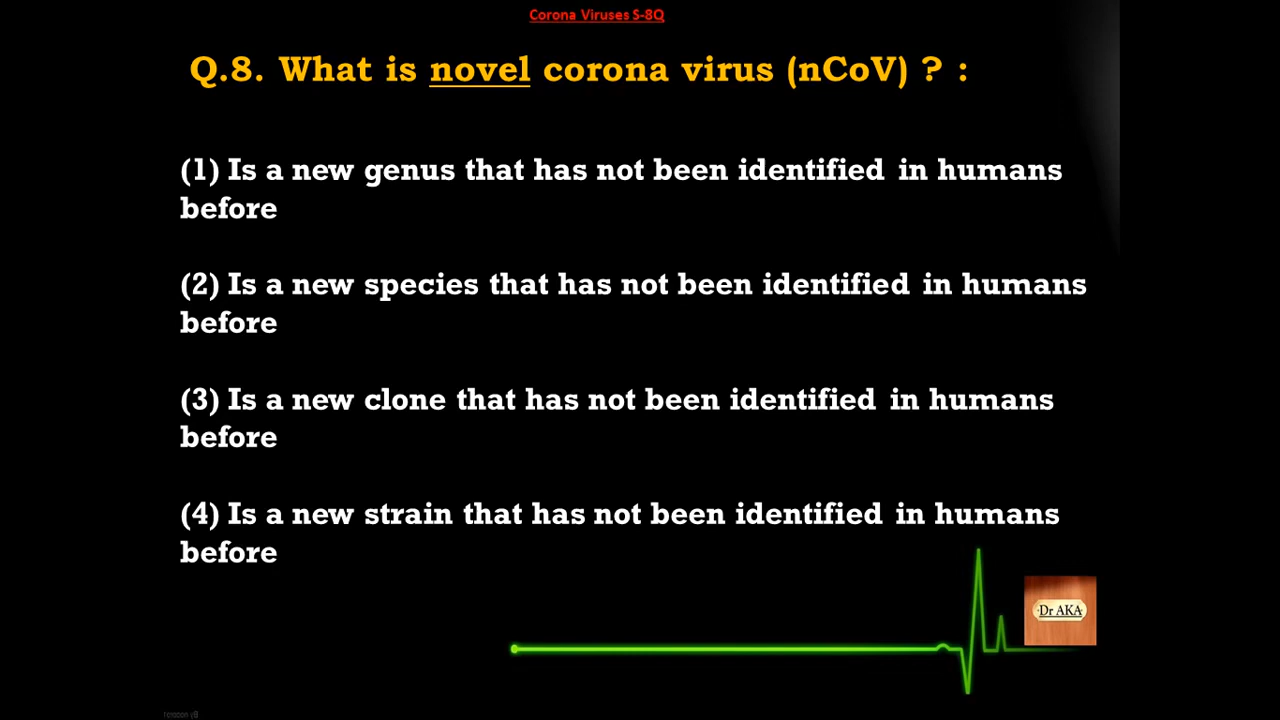 Corona Viruses S-8Q
Q.8. What is novel corona virus (nCoV) ? :
(1) Is a new genus that has not been identified in humans
before
(2) Is a new species that has not been identified in humans
before
(3) Is a new clone that has not been identified in humans
before
(4) Is a new strain that has not been identified in humans
before
Dr AKA